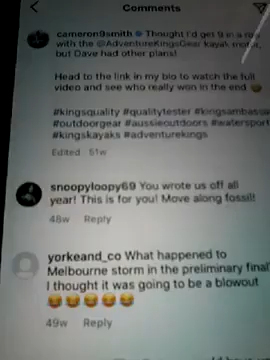 Comments
cameron9smith Thought I'd get 9 in a row
with the @AdventureKingsGear kayak motor,
but Dave had other plans!
Head to the link in my bio to watch the full
video and see who really won in the end 😉
#kingsquality #qualitytester #kingsambassa
#outdoorgear #aussieoutdoors #watersport
#kingskayaks #adventurekings
Edited 51w
snoopyloopy69 You wrote us off all
year! This is for you! Move along fossil!
48w Reply
yorkeand_co What happened to
Melbourne storm in the preliminary final
I thought it was going to be a blowout
😂😂😂😂😂
49w Reply